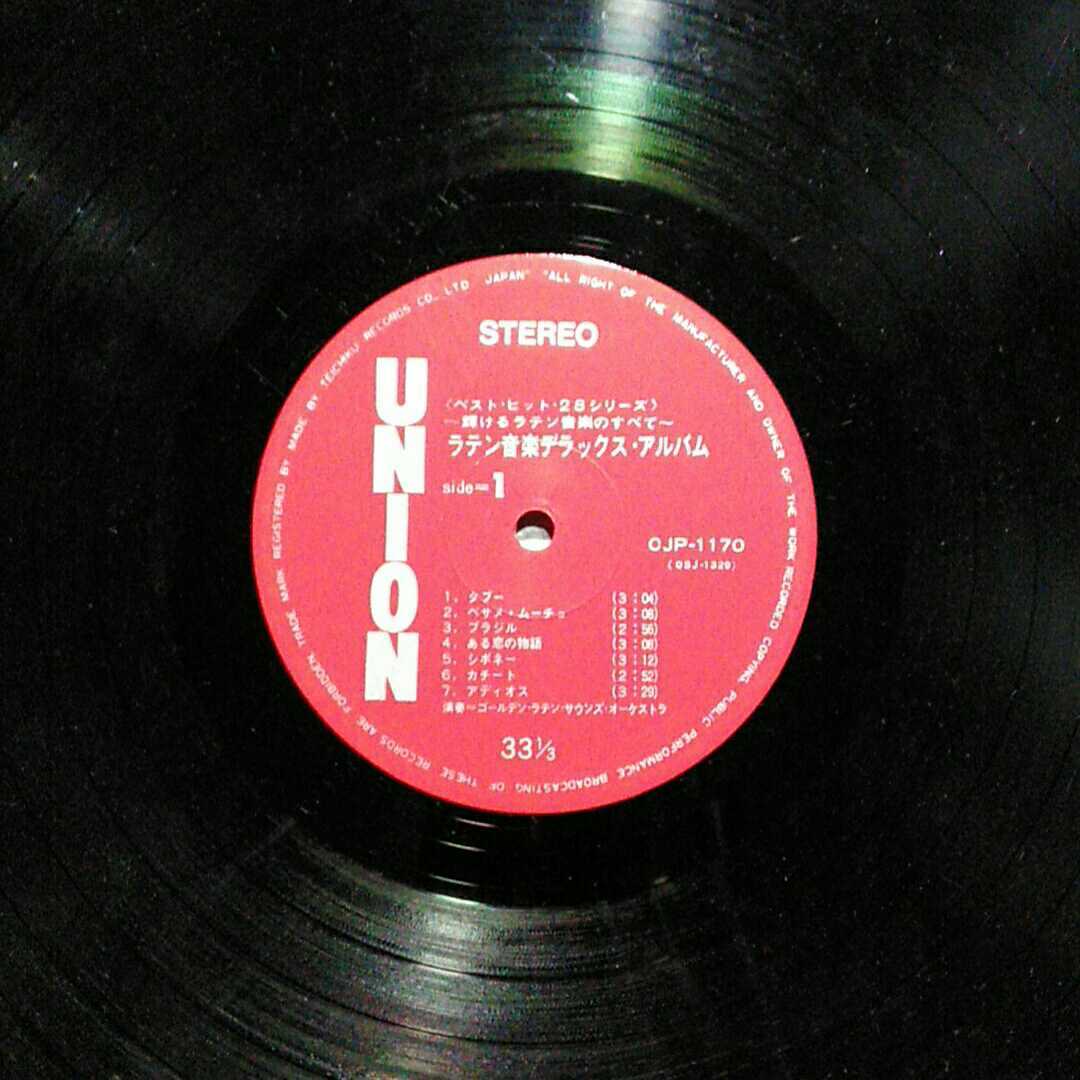 MADE BY TEICHIKU RECORDS CO., LTD JAPAN" "ALL RIGHT OF THE MANUFACTURER AND OWNER OF THE WORK RECORDED COPYING, PUBLIC PERFORMANCE BROADCASTING OF THESE RECORDS ARE FORBIDDEN, TRADE MARK REGISTERED BY
STEREO
UNION
〈ベスト・ヒット・28シリーズ〉
〜輝けるラテン音楽のすべて〜
ラテン音楽デラックス・アルバム
side=1
OJP-1170
1. タブー (3:04)
2. ベサメ・ムーチョ (3:08)
3. ブラジル (2:56)
4. ある恋の物語 (3:08)
5. シボネー (3:12)
6. カチート (2:52)
7. アディオス (3:29)
演奏=ゴールデン・ラテン・サウンズ・オーケストラ
33⅓